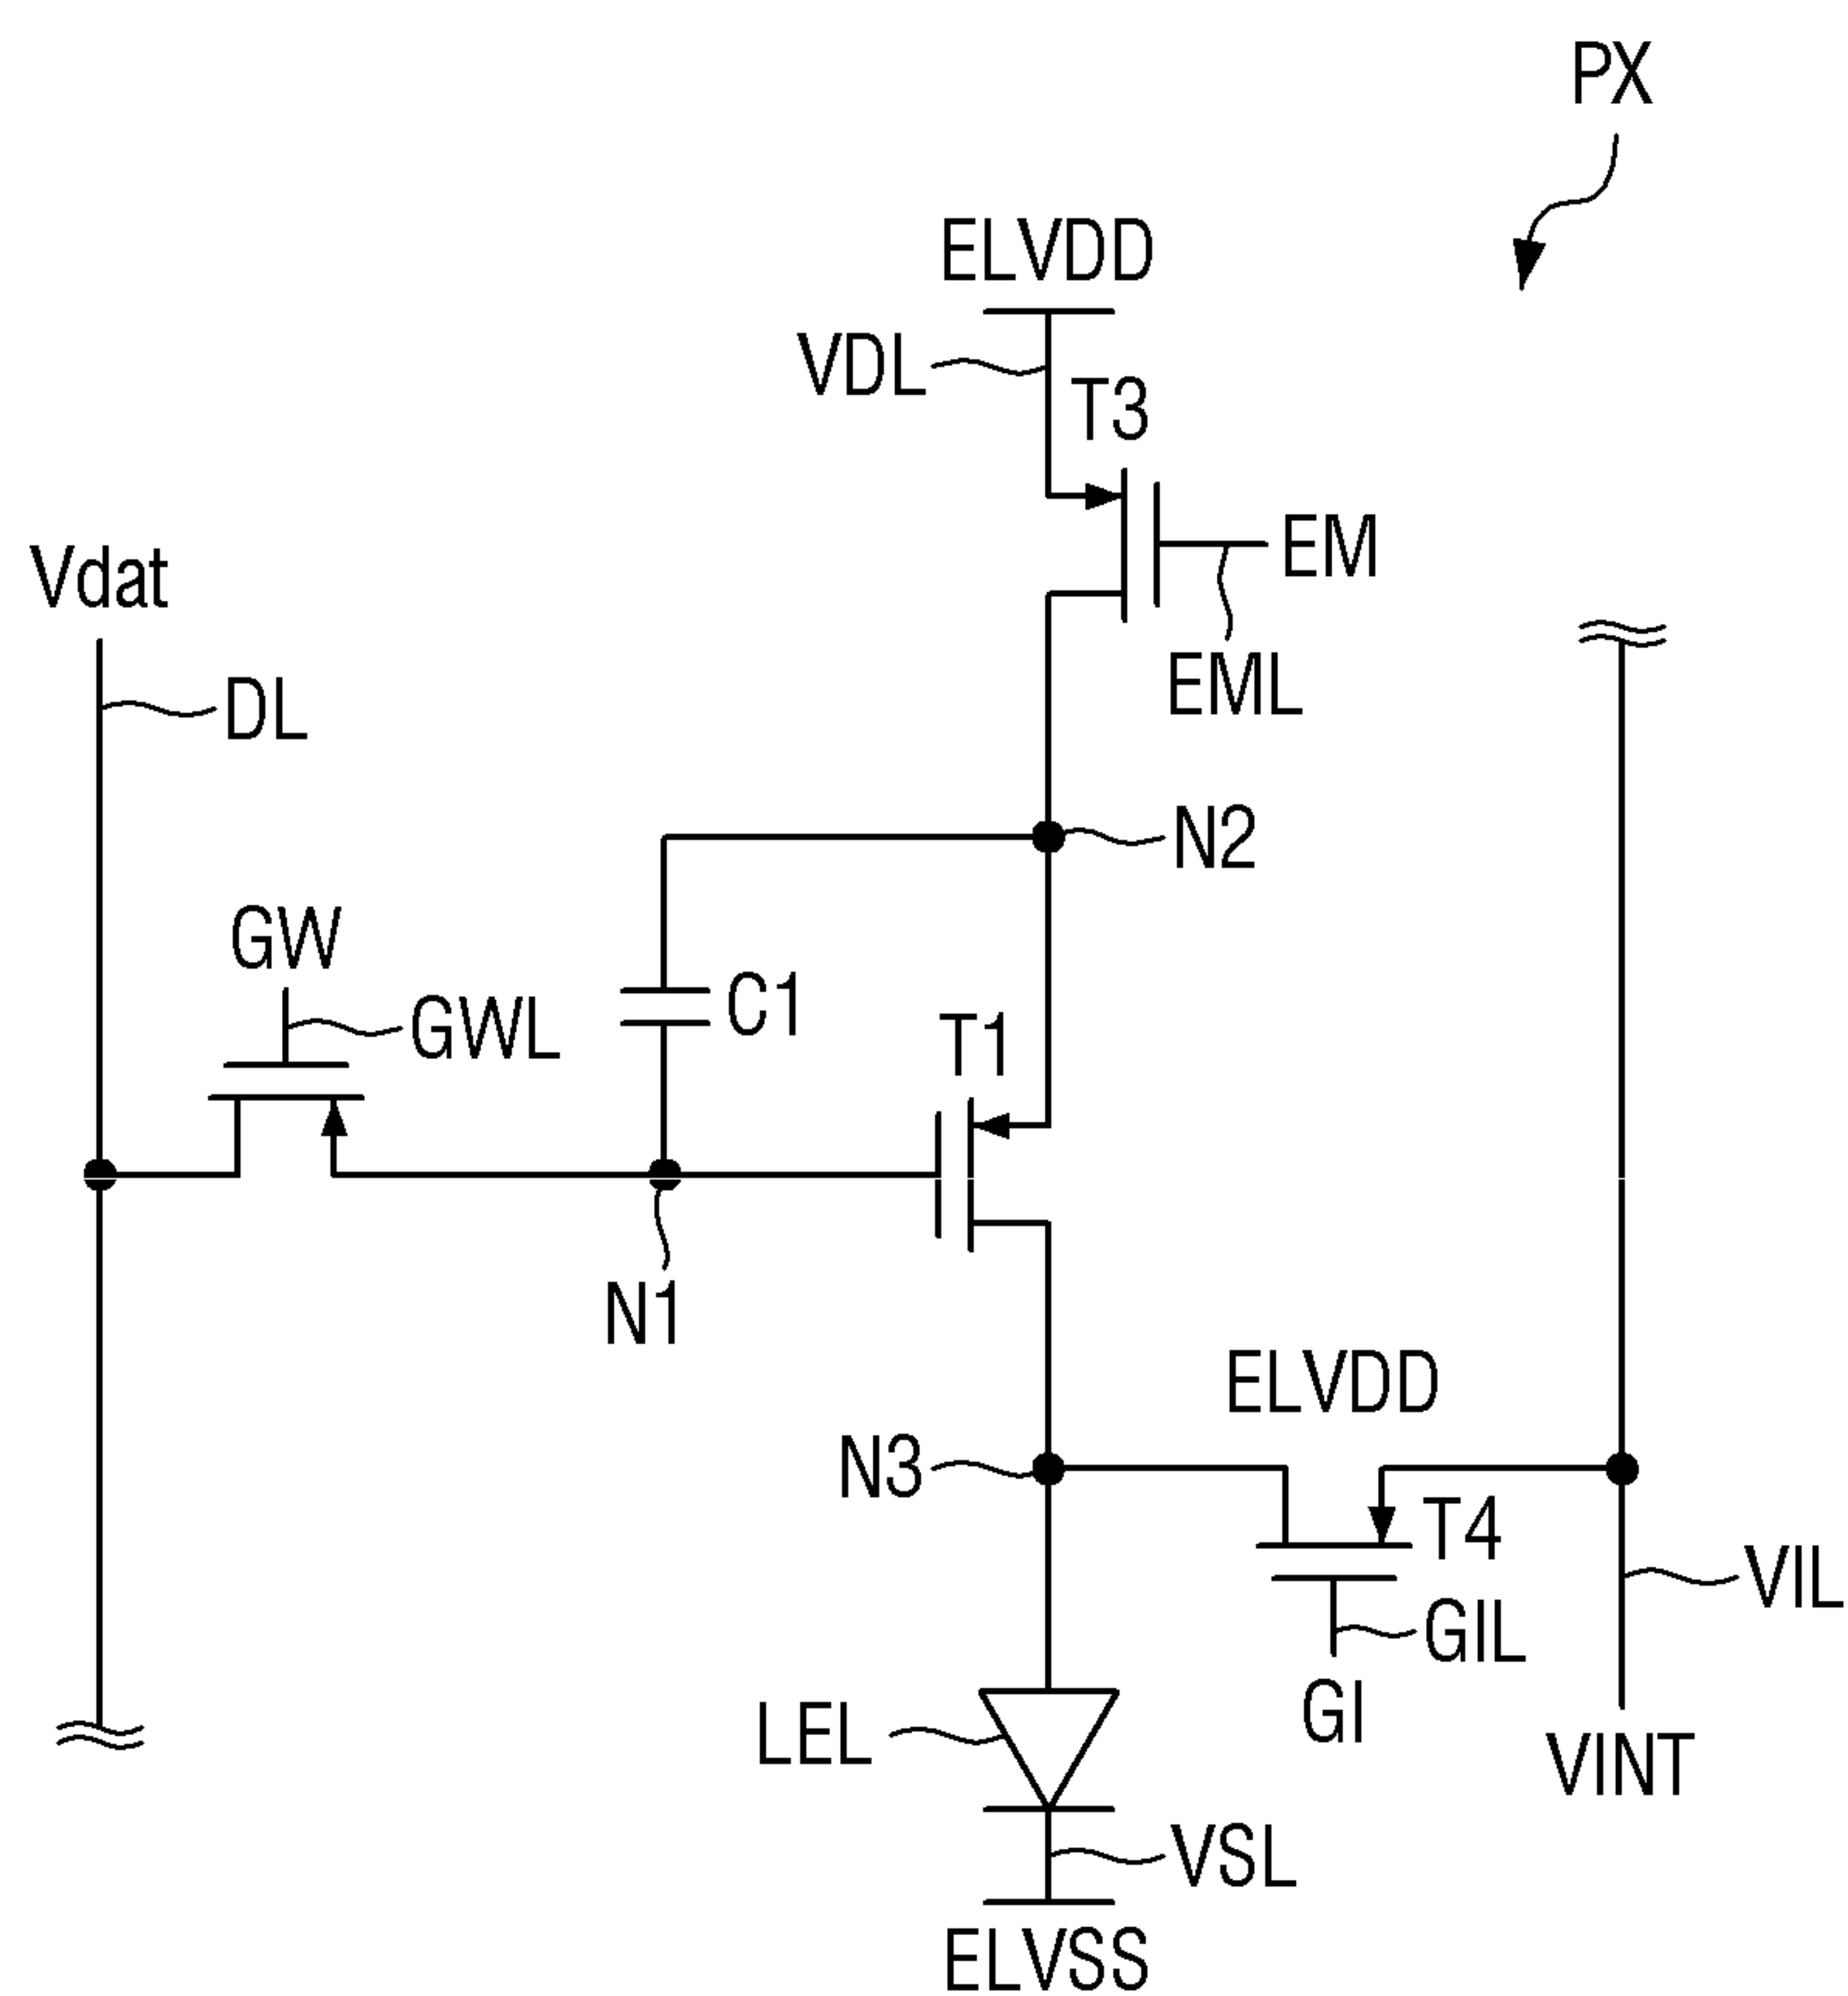 PX
ELVDD
VDL
T3
EM
Vdat
EML
DL
N2
GW
GWL
C1
T1
N1
ELVDD
N3
T4
VIL
GIL
GI
LEL
VINT
VSL
ELVSS